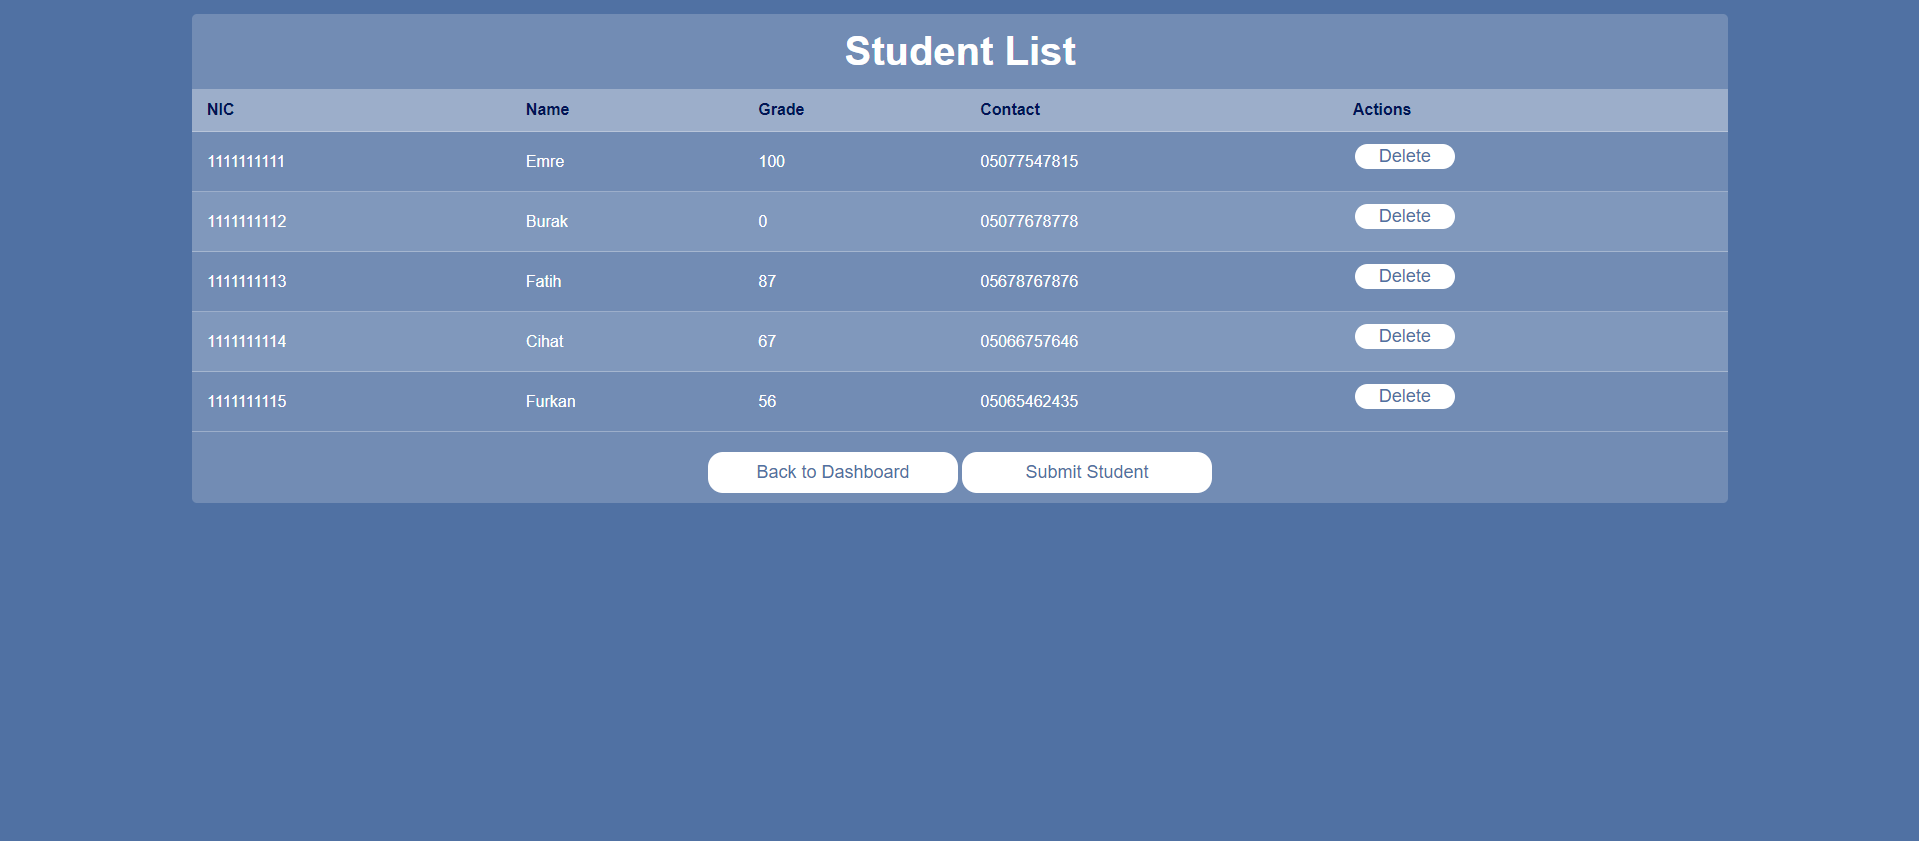 Student List
NIC Name Grade Contact Actions
1111111111 Emre 100 05077547815 Delete
1111111112 Burak 0 05077678778 Delete
1111111113 Fatih 87 05678767876 Delete
1111111114 Cihat 67 05066757646 Delete
1111111115 Furkan 56 05065462435 Delete
Back to Dashboard Submit Student